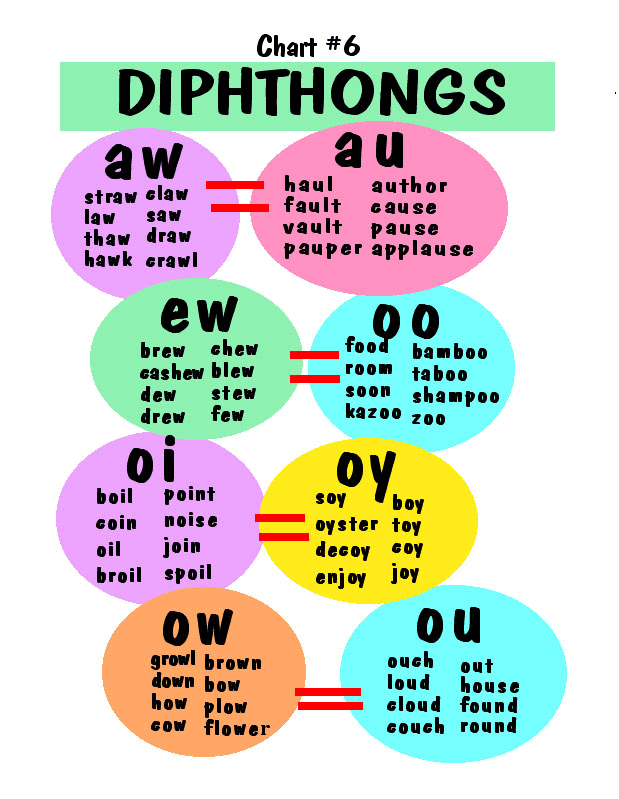 Chart #6
DIPHTHONGS
aw
straw claw
law saw
thaw draw
hawk crawl
au
haul author
fault cause
vault pause
pauper applause
ew
brew chew
cashew blew
dew stew
drew few
oo
food bamboo
room taboo
soon shampoo
kazoo zoo
oi
boil point
coin noise
oil join
broil spoil
oy
soy boy
oyster toy
decoy coy
enjoy joy
ow
growl brown
down bow
how plow
cow flower
ou
ouch out
loud house
cloud found
couch round